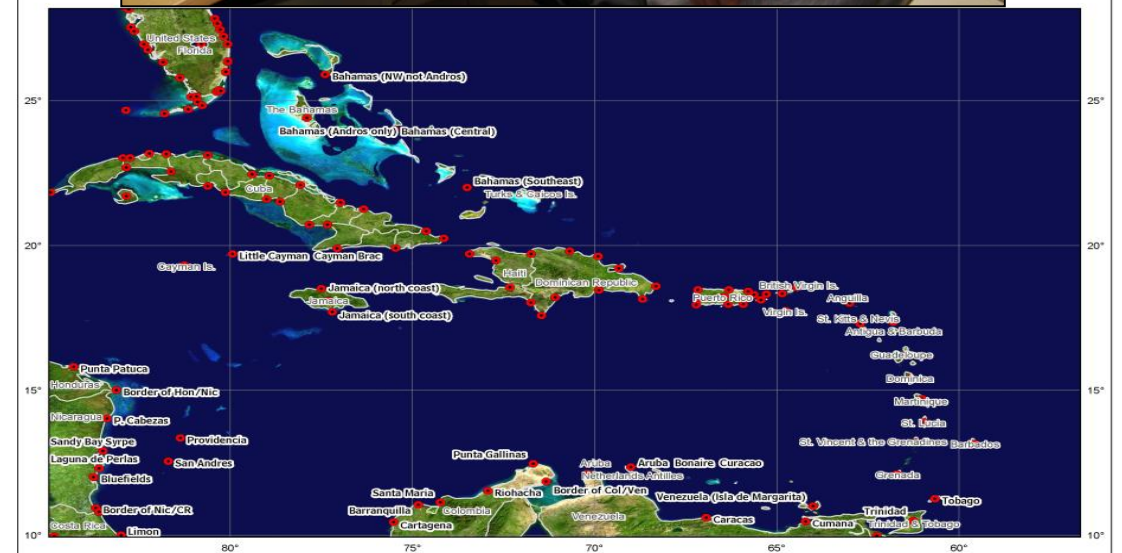 United States
Florida
Bahamas (NW not Andros)
25°
25°
The Bahamas
Bahamas (Andros only) Bahamas (Central)
Bahamas (Southeast)
Turks & Caicos Is.
Cuba
20°
20°
Little Cayman Cayman Brac
Cayman Is.
Haiti
Dominican Republic
Jamaica (north coast)
Jamaica
Jamaica (south coast)
Puerto Rico
British Virgin Is.
Virgin Is.
Anguilla
St. Kitts & Nevis
Antigua & Barbuda
Guadeloupe
Punta Patuca
Dominica
Honduras
15°
Border of Hon/Nic
15°
Martinique
Nicaragua
P. Cabezas
St. Lucia
Sandy Bay Syrpe
Providencia
St. Vincent & the Grenadines
Barbados
Laguna de Perlas
San Andres
Punta Gallinas
Aruba
Aruba Bonaire Curacao
Bluefields
Netherlands Antilles
Grenada
Santa Maria
Riohacha
Border of Col/Ven
Venezuela (Isla de Margarita)
Tobago
Border of Nic/CR
Barranquilla
Colombia
Venezuela
Trinidad
Costa Rica
Limon
Cartagena
Caracas
Cumana
Trinidad & Tobago
10°
10°
80°
75°
70°
65°
60°